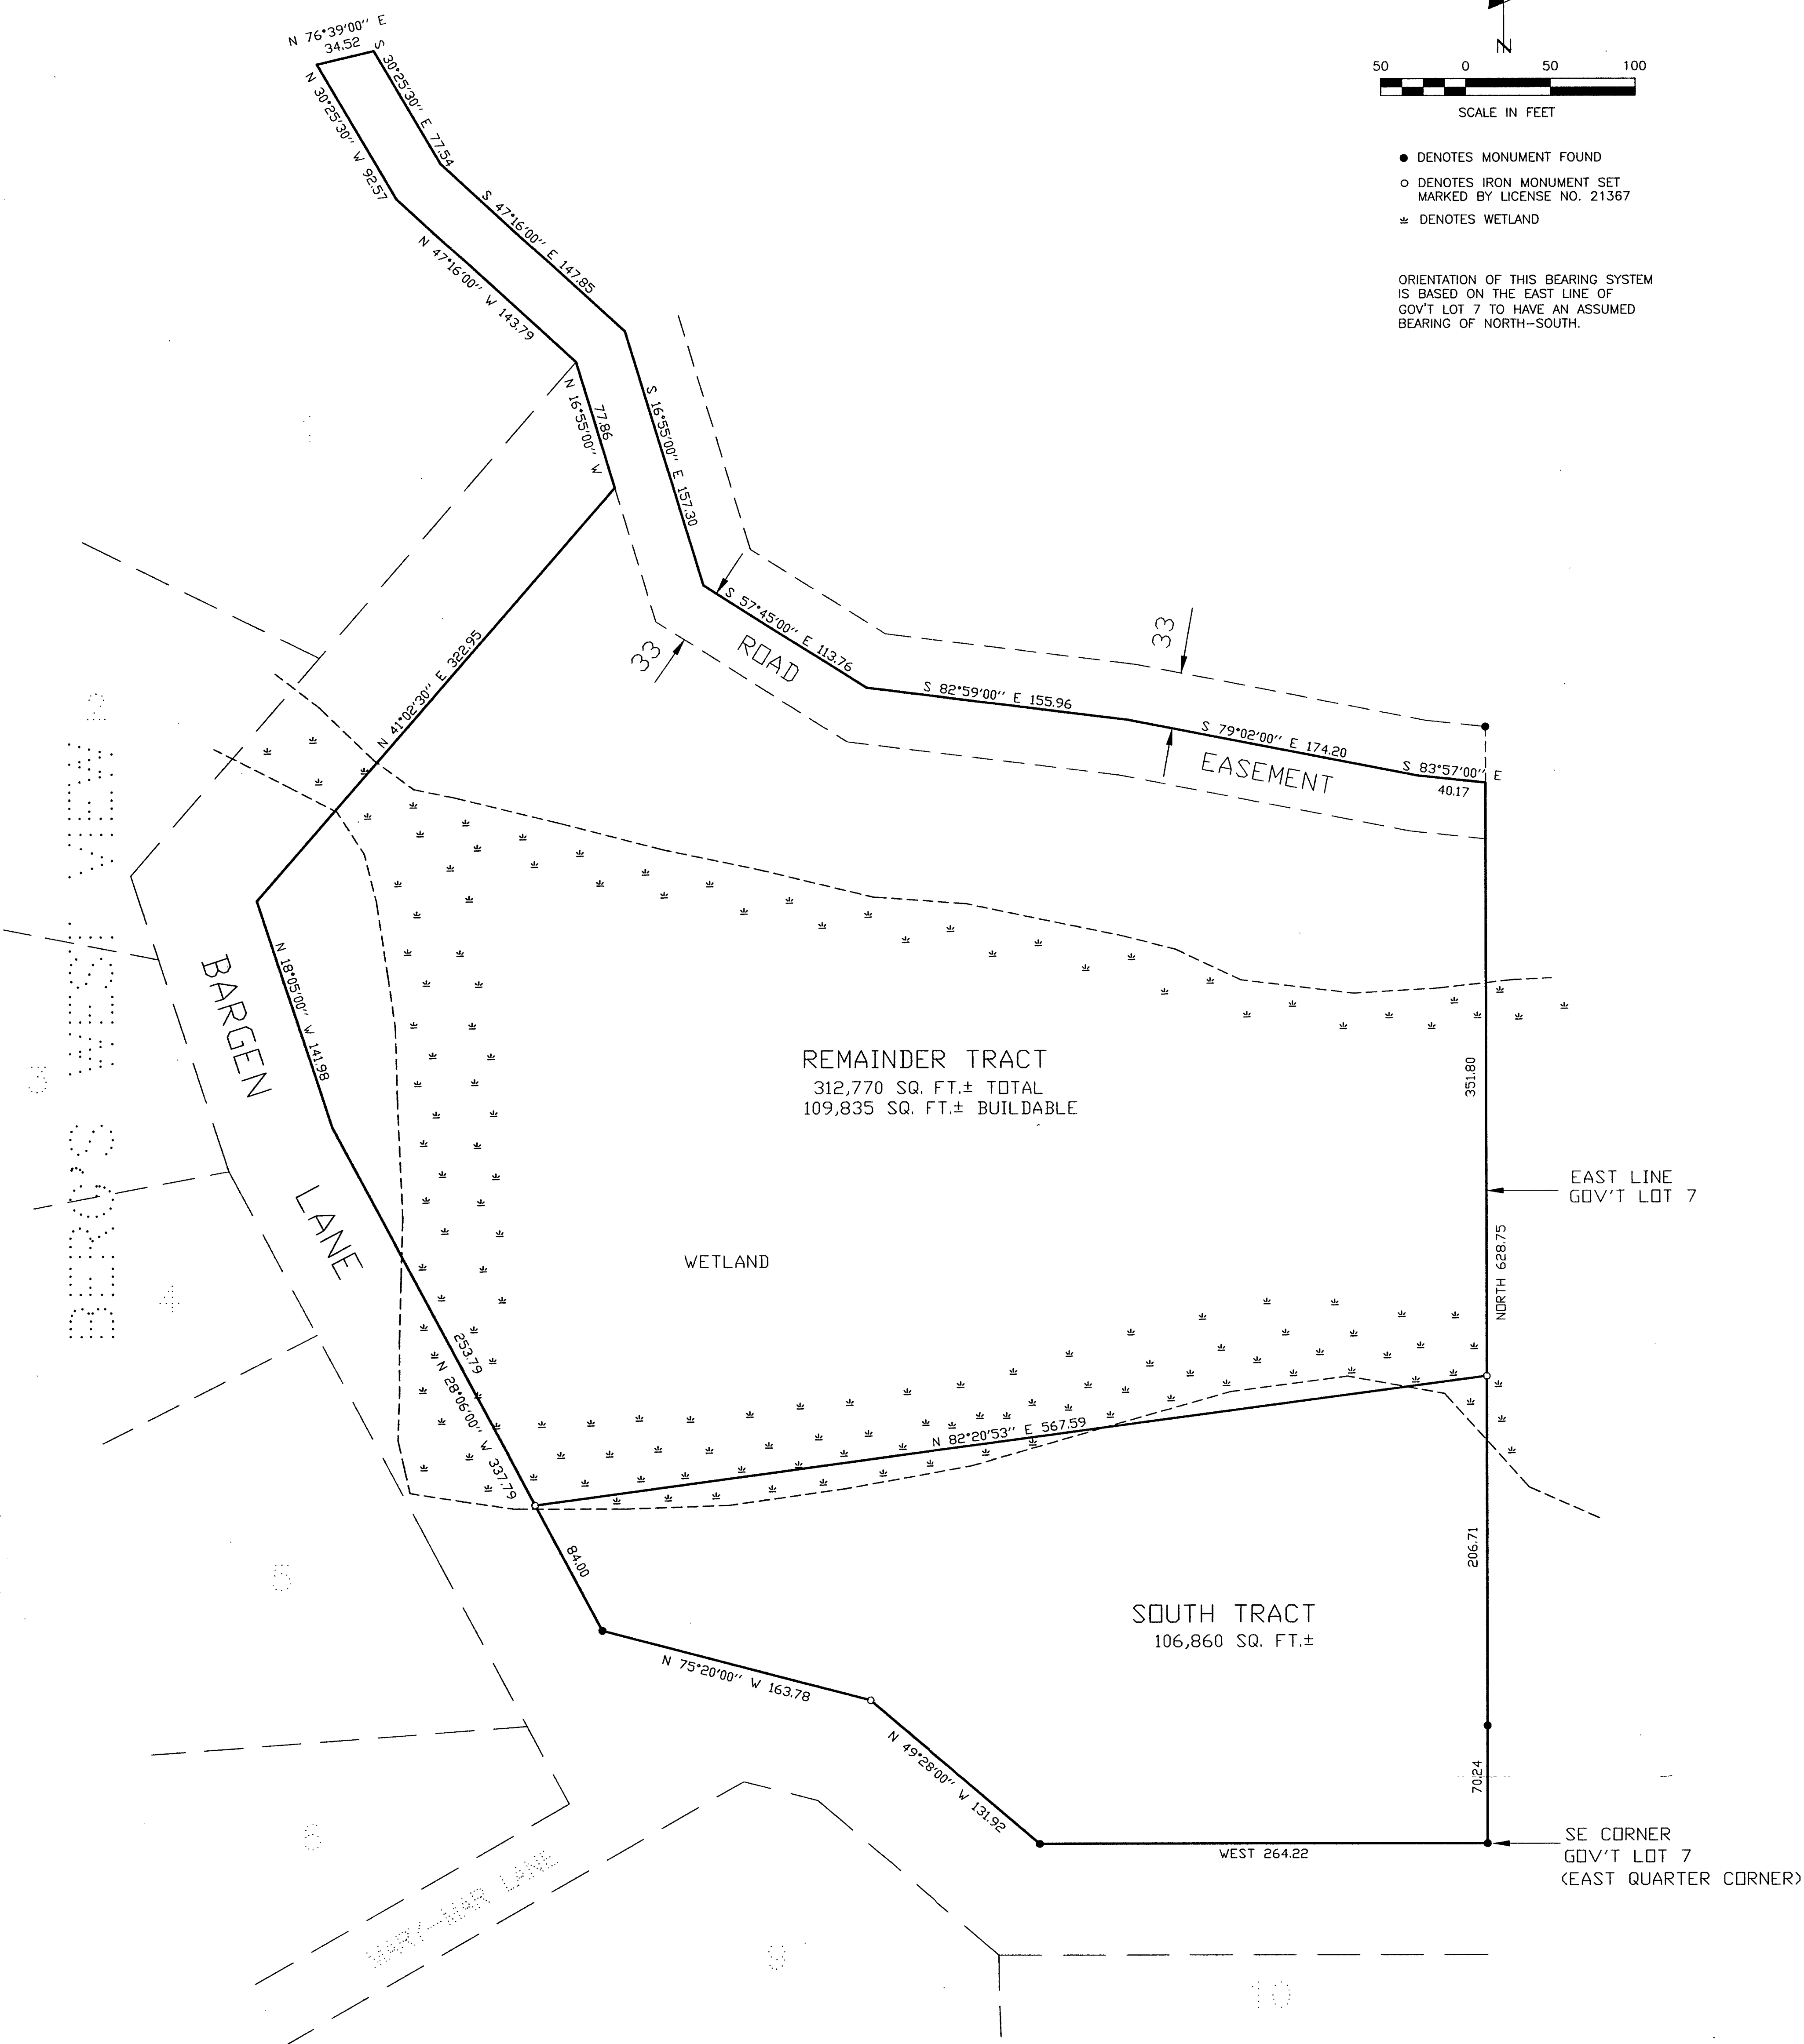 N 76°39'00" E
34.52
S 30°25'30" E 77.54
N 30°25'30" W 92.57
S 47°16'00" E 147.85
N 47°16'00" W 143.79
N 16°55'00" W
77.86
S 16°55'00" E 157.30
N
50 0 50 100
SCALE IN FEET
DENOTES MONUMENT FOUND
DENOTES IRON MONUMENT SET
MARKED BY LICENSE NO. 21367
DENOTES WETLAND
ORIENTATION OF THIS BEARING SYSTEM
IS BASED ON THE EAST LINE OF
GOV'T LOT 7 TO HAVE AN ASSUMED
BEARING OF NORTH-SOUTH.
1
S 57°45'00" E 113.76
33
33
ROAD
S 82°59'00" E 155.96
S 79°02'00" E 174.20
EASEMENT
S 83°57'00" E
40.17
N 41°02'30" E 322.95
2
BERG'S WEST VIEW
N 18°05'00" W 141.98
BARGEN
LANE
3
4
REMAINDER TRACT
312,770 SQ. FT.± TOTAL
109,835 SQ. FT.± BUILDABLE
351.80
EAST LINE
GOV'T LOT 7
NORTH 628.75
WETLAND
253.79
N 28°06'00" W 337.79
N 82°20'53" E 567.59
84.00
5
206.71
SOUTH TRACT
106,860 SQ. FT.±
N 75°20'00" W 163.78
N 49°28'00" W 131.92
70.24
WEST 264.22
SE CORNER
GOV'T LOT 7
(EAST QUARTER CORNER)
6
MARY-MAR LANE
9
10